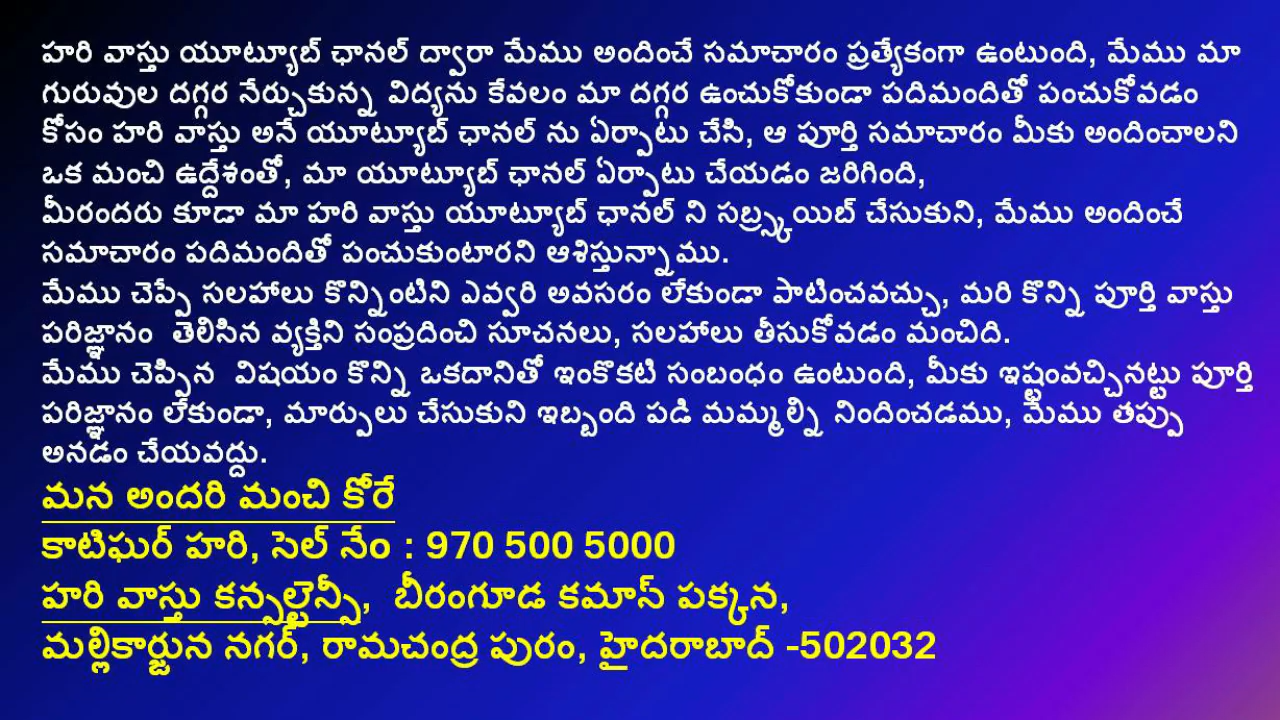 హరి వాస్తు యూట్యూబ్ ఛానల్ ద్వారా మేము అందించే సమాచారం ప్రత్యేకంగా ఉంటుంది, మేము మా
గురువుల దగ్గర నేర్చుకున్న విద్యను కేవలం మా దగ్గర ఉంచుకోకుండా పదిమందితో పంచుకోవడం
కోసం హరి వాస్తు అనే యూట్యూబ్ ఛానల్ ను ఏర్పాటు చేసి, ఆ పూర్తి సమాచారం మీకు అందించాలని
ఒక మంచి ఉద్దేశంతో, మా యూట్యూబ్ ఛానల్ ఏర్పాటు చేయడం జరిగింది,
మీరందరు కూడా మా హరి వాస్తు యూట్యూబ్ ఛానల్ ని సబ్స్క్రయిబ్ చేసుకుని, మేము అందించే
సమాచారం పదిమందితో పంచుకుంటారని ఆశిస్తున్నాము.
మేము చెప్పే సలహాలు కొన్నింటిని ఎవ్వరి అవసరం లేకుండా పాటించవచ్చు, మరి కొన్ని పూర్తి వాస్తు
పరిజ్ఞానం తెలిసిన వ్యక్తిని సంప్రదించి సూచనలు, సలహాలు తీసుకోవడం మంచిది.
మేము చెప్పిన విషయం కొన్ని ఒకదానితో ఇంకొకటి సంబంధం ఉంటుంది, మీకు ఇష్టంవచ్చినట్టు పూర్తి
పరిజ్ఞానం లేకుండా, మార్పులు చేసుకుని ఇబ్బంది పడి మమ్మల్ని నిందించడము, మేము తప్పు
అనడం చేయవద్దు.
మన అందరి మంచి కోరే
కాటిఘర్ హరి, సెల్ నేం : 970 500 5000
హరి వాస్తు కన్సల్టెన్సీ, బీరంగూడ కమాన్ పక్కన,
మల్లికార్జున నగర్, రామచంద్ర పురం, హైదరాబాద్ -502032